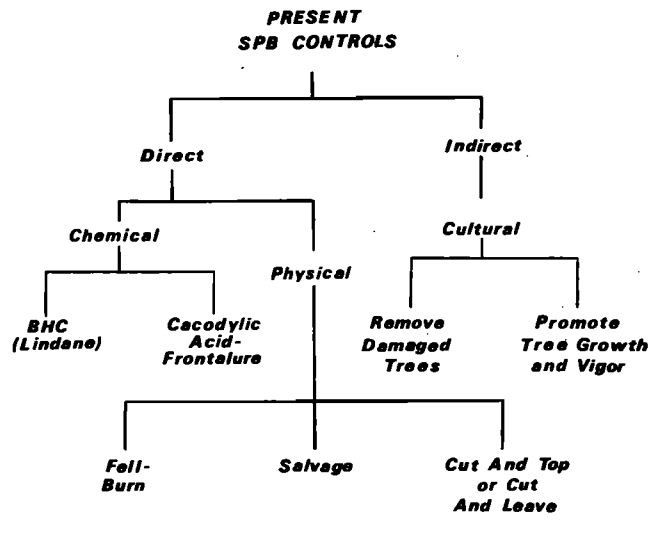 PRESENT
SPB CONTROLS
Direct
Indirect
Chemical
Cultural
Physical
BHC
(Lindane)
Cacodylic
Acid-
Frontalure
Remove
Damaged
Trees
Promote
Tree Growth
and Vigor
Fell-
Burn
Salvage
Cut And Top
or Cut
And Leave